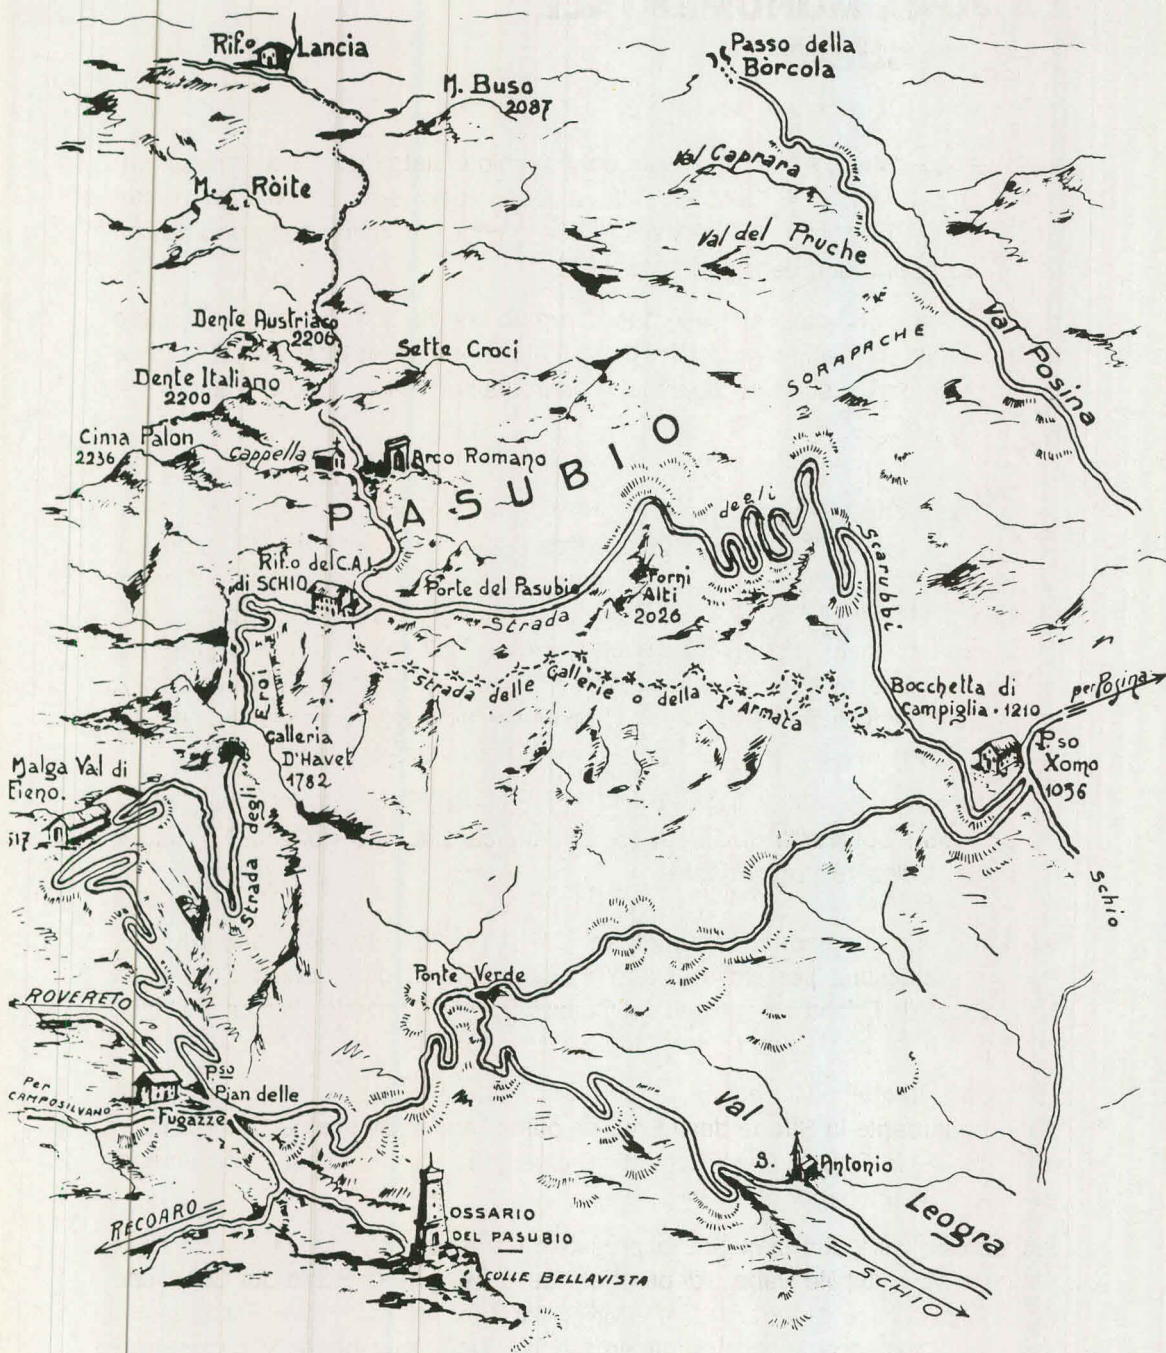 Rif.o Lancia
Passo della
Bòrcola
M. Buso
2087
Val Caprara
M. Ròite
Val del Pruche
Val Posina
Dente Austriaco
2206
Sette Croci
SORAPACHE
Dente Italiano
2200
Cima Palon
2236
Cappella
Arco Romano
PASUBIO
degli
Scarubbi
Rif.o del C.A.I.
di SCHIO
Porte del Pasubio
Forni
Alti
2026
Strada
Strada delle Gallerie o della Iª Armata
Eroi
Bocchetta di
Campiglia · 1210
per Posina
Galleria
D'Havet
1782
P.so
Xomo
1056
Malga Val di
Fieno.
517
Strada degli
Schio
Ponte Verde
ROVERETO
P.so
Pian delle
Fugazze
Per
CAMPOSILVANO
Val
S. Antonio
Leogra
RECOARO
OSSARIO
DEL PASUBIO
COLLE BELLAVISTA
SCHIO